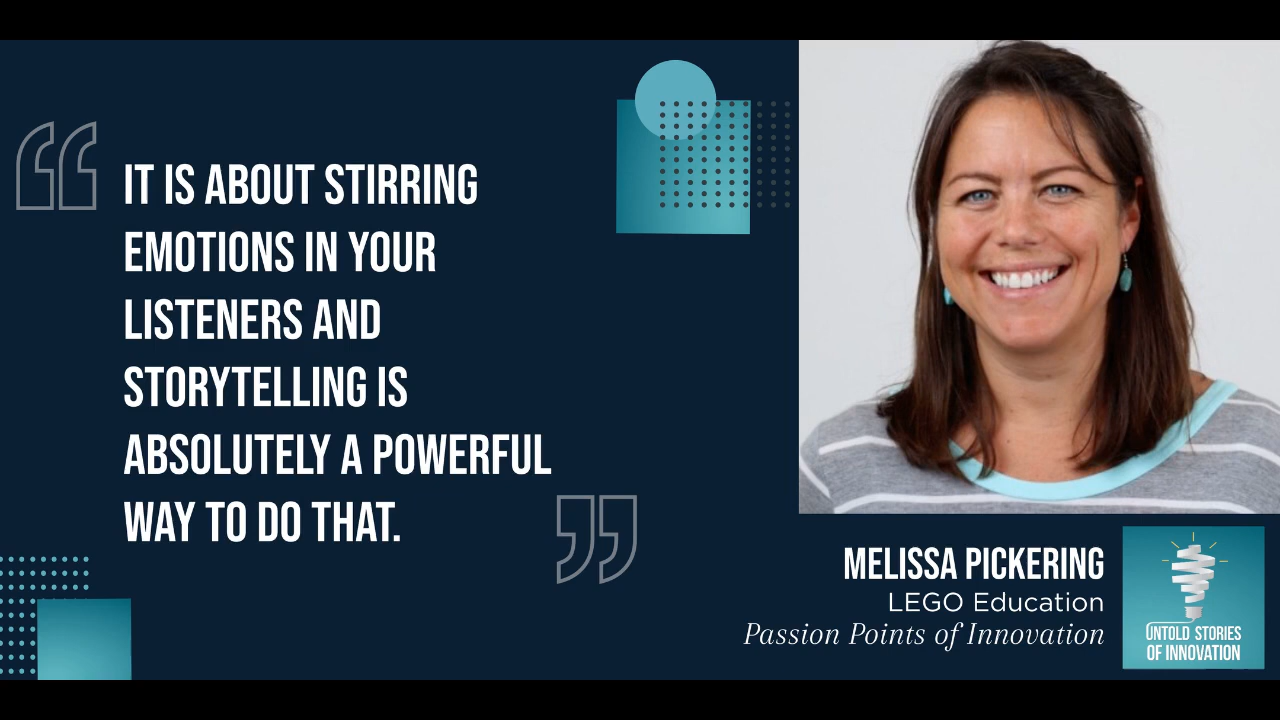 IT IS ABOUT STIRRING
EMOTIONS IN YOUR
LISTENERS AND
STORYTELLING IS
ABSOLUTELY A POWERFUL
WAY TO DO THAT.
MELISSA PICKERING
LEGO Education
Passion Points of Innovation
UNTOLD STORIES
OF INNOVATION